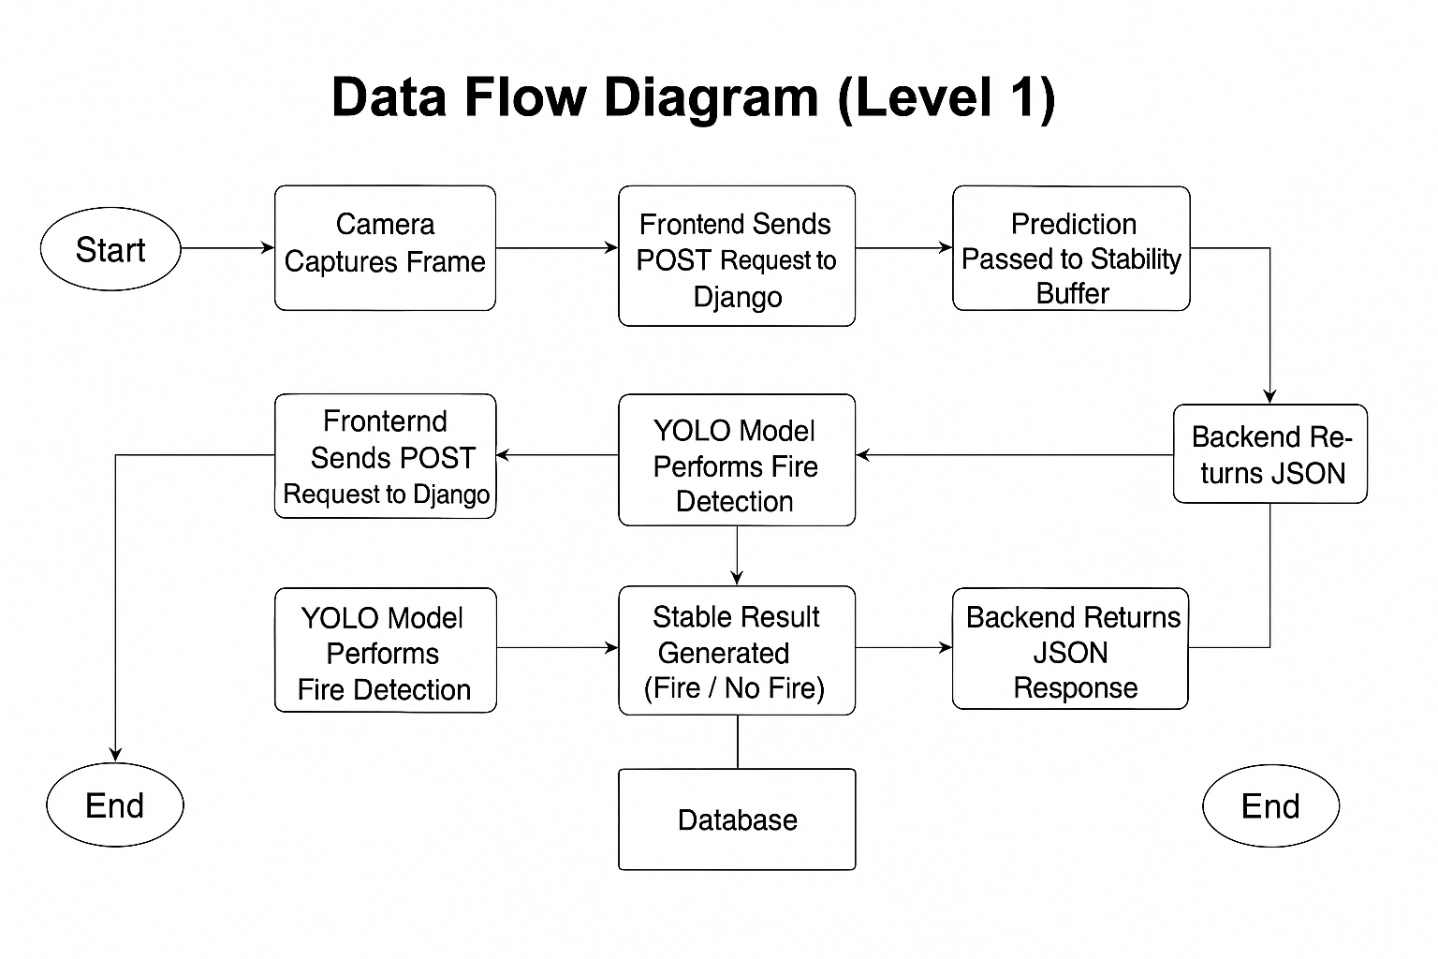 Data Flow Diagram (Level 1)
Start
Camera
Captures Frame
Frontend Sends
POST Request to
Django
Prediction
Passed to Stability
Buffer
Fronternd
Sends POST
Request to Django
YOLO Model
Performs Fire
Detection
Backend Re-
turns JSON
YOLO Model
Performs
Fire Detection
Stable Result
Generated
(Fire / No Fire)
Backend Returns
JSON
Response
End
Database
End